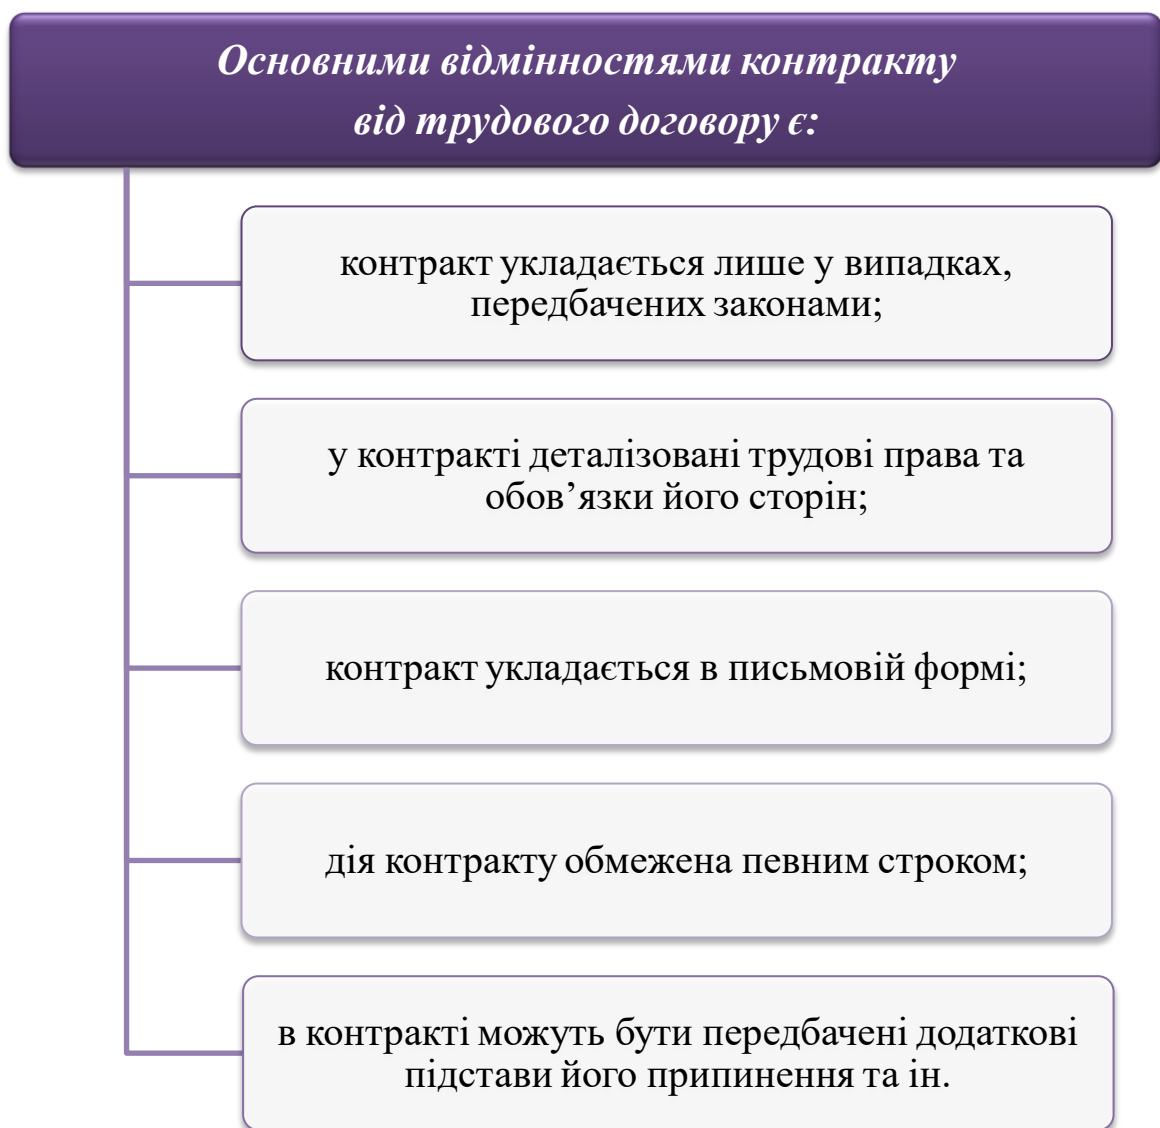 Основними відмінностями контракту
від трудового договору є:
контракт укладається лише у випадках,
передбачених законами;
у контракті деталізовані трудові права та
обов’язки його сторін;
контракт укладається в письмовій формі;
дія контракту обмежена певним строком;
в контракті можуть бути передбачені додаткові
підстави його припинення та ін.